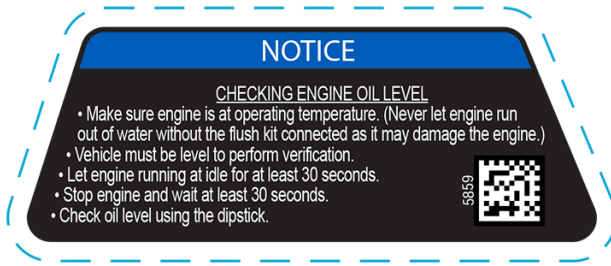 NOTICE
CHECKING ENGINE OIL LEVEL
• Make sure engine is at operating temperature. (Never let engine run
out of water without the flush kit connected as it may damage the engine.)
• Vehicle must be level to perform verification.
• Let engine running at idle for at least 30 seconds.
• Stop engine and wait at least 30 seconds.
• Check oil level using the dipstick.
5859